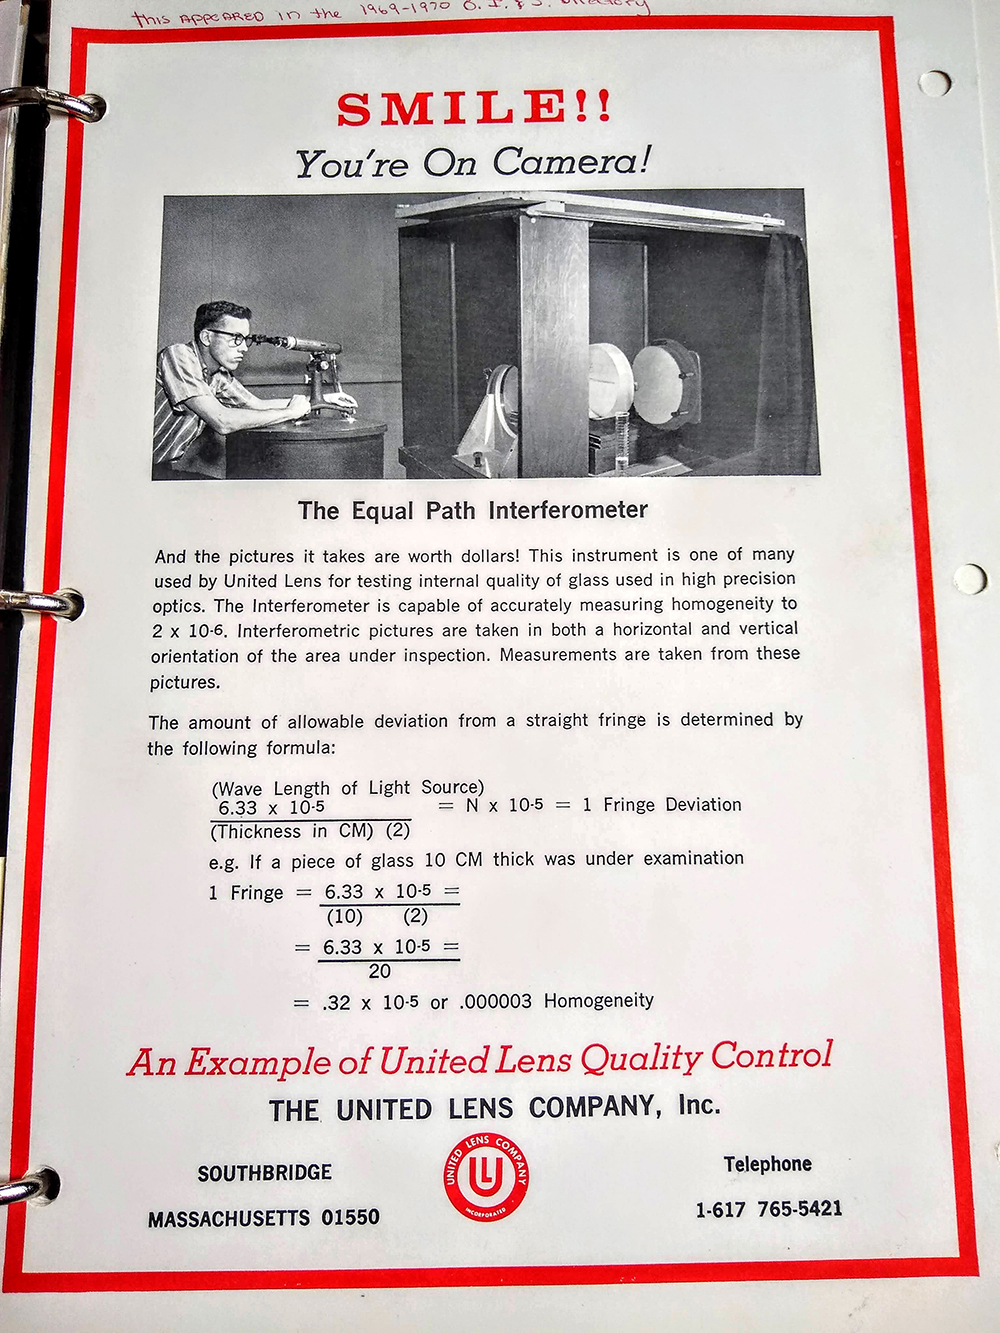 this APPEARED in the 1969-1970 O. I. & S. Directory
SMILE!!
You're On Camera!
The Equal Path Interferometer
And the pictures it takes are worth dollars! This instrument is one of many
used by United Lens for testing internal quality of glass used in high precision
optics. The Interferometer is capable of accurately measuring homogeneity to
2 x 10-6. Interferometric pictures are taken in both a horizontal and vertical
orientation of the area under inspection. Measurements are taken from these
pictures.
The amount of allowable deviation from a straight fringe is determined by
the following formula:
(Wave Length of Light Source)
6.33 x 10-5 = N x 10-5 = 1 Fringe Deviation
(Thickness in CM) (2)
e.g. If a piece of glass 10 CM thick was under examination
1 Fringe = 6.33 x 10-5 =
(10) (2)
= 6.33 x 10-5 =
20
= .32 x 10-5 or .000003 Homogeneity
An Example of United Lens Quality Control
THE UNITED LENS COMPANY, Inc.
UNITED LENS COMPANY
UL
INCORPORATED
SOUTHBRIDGE
MASSACHUSETTS 01550
Telephone
1-617 765-5421